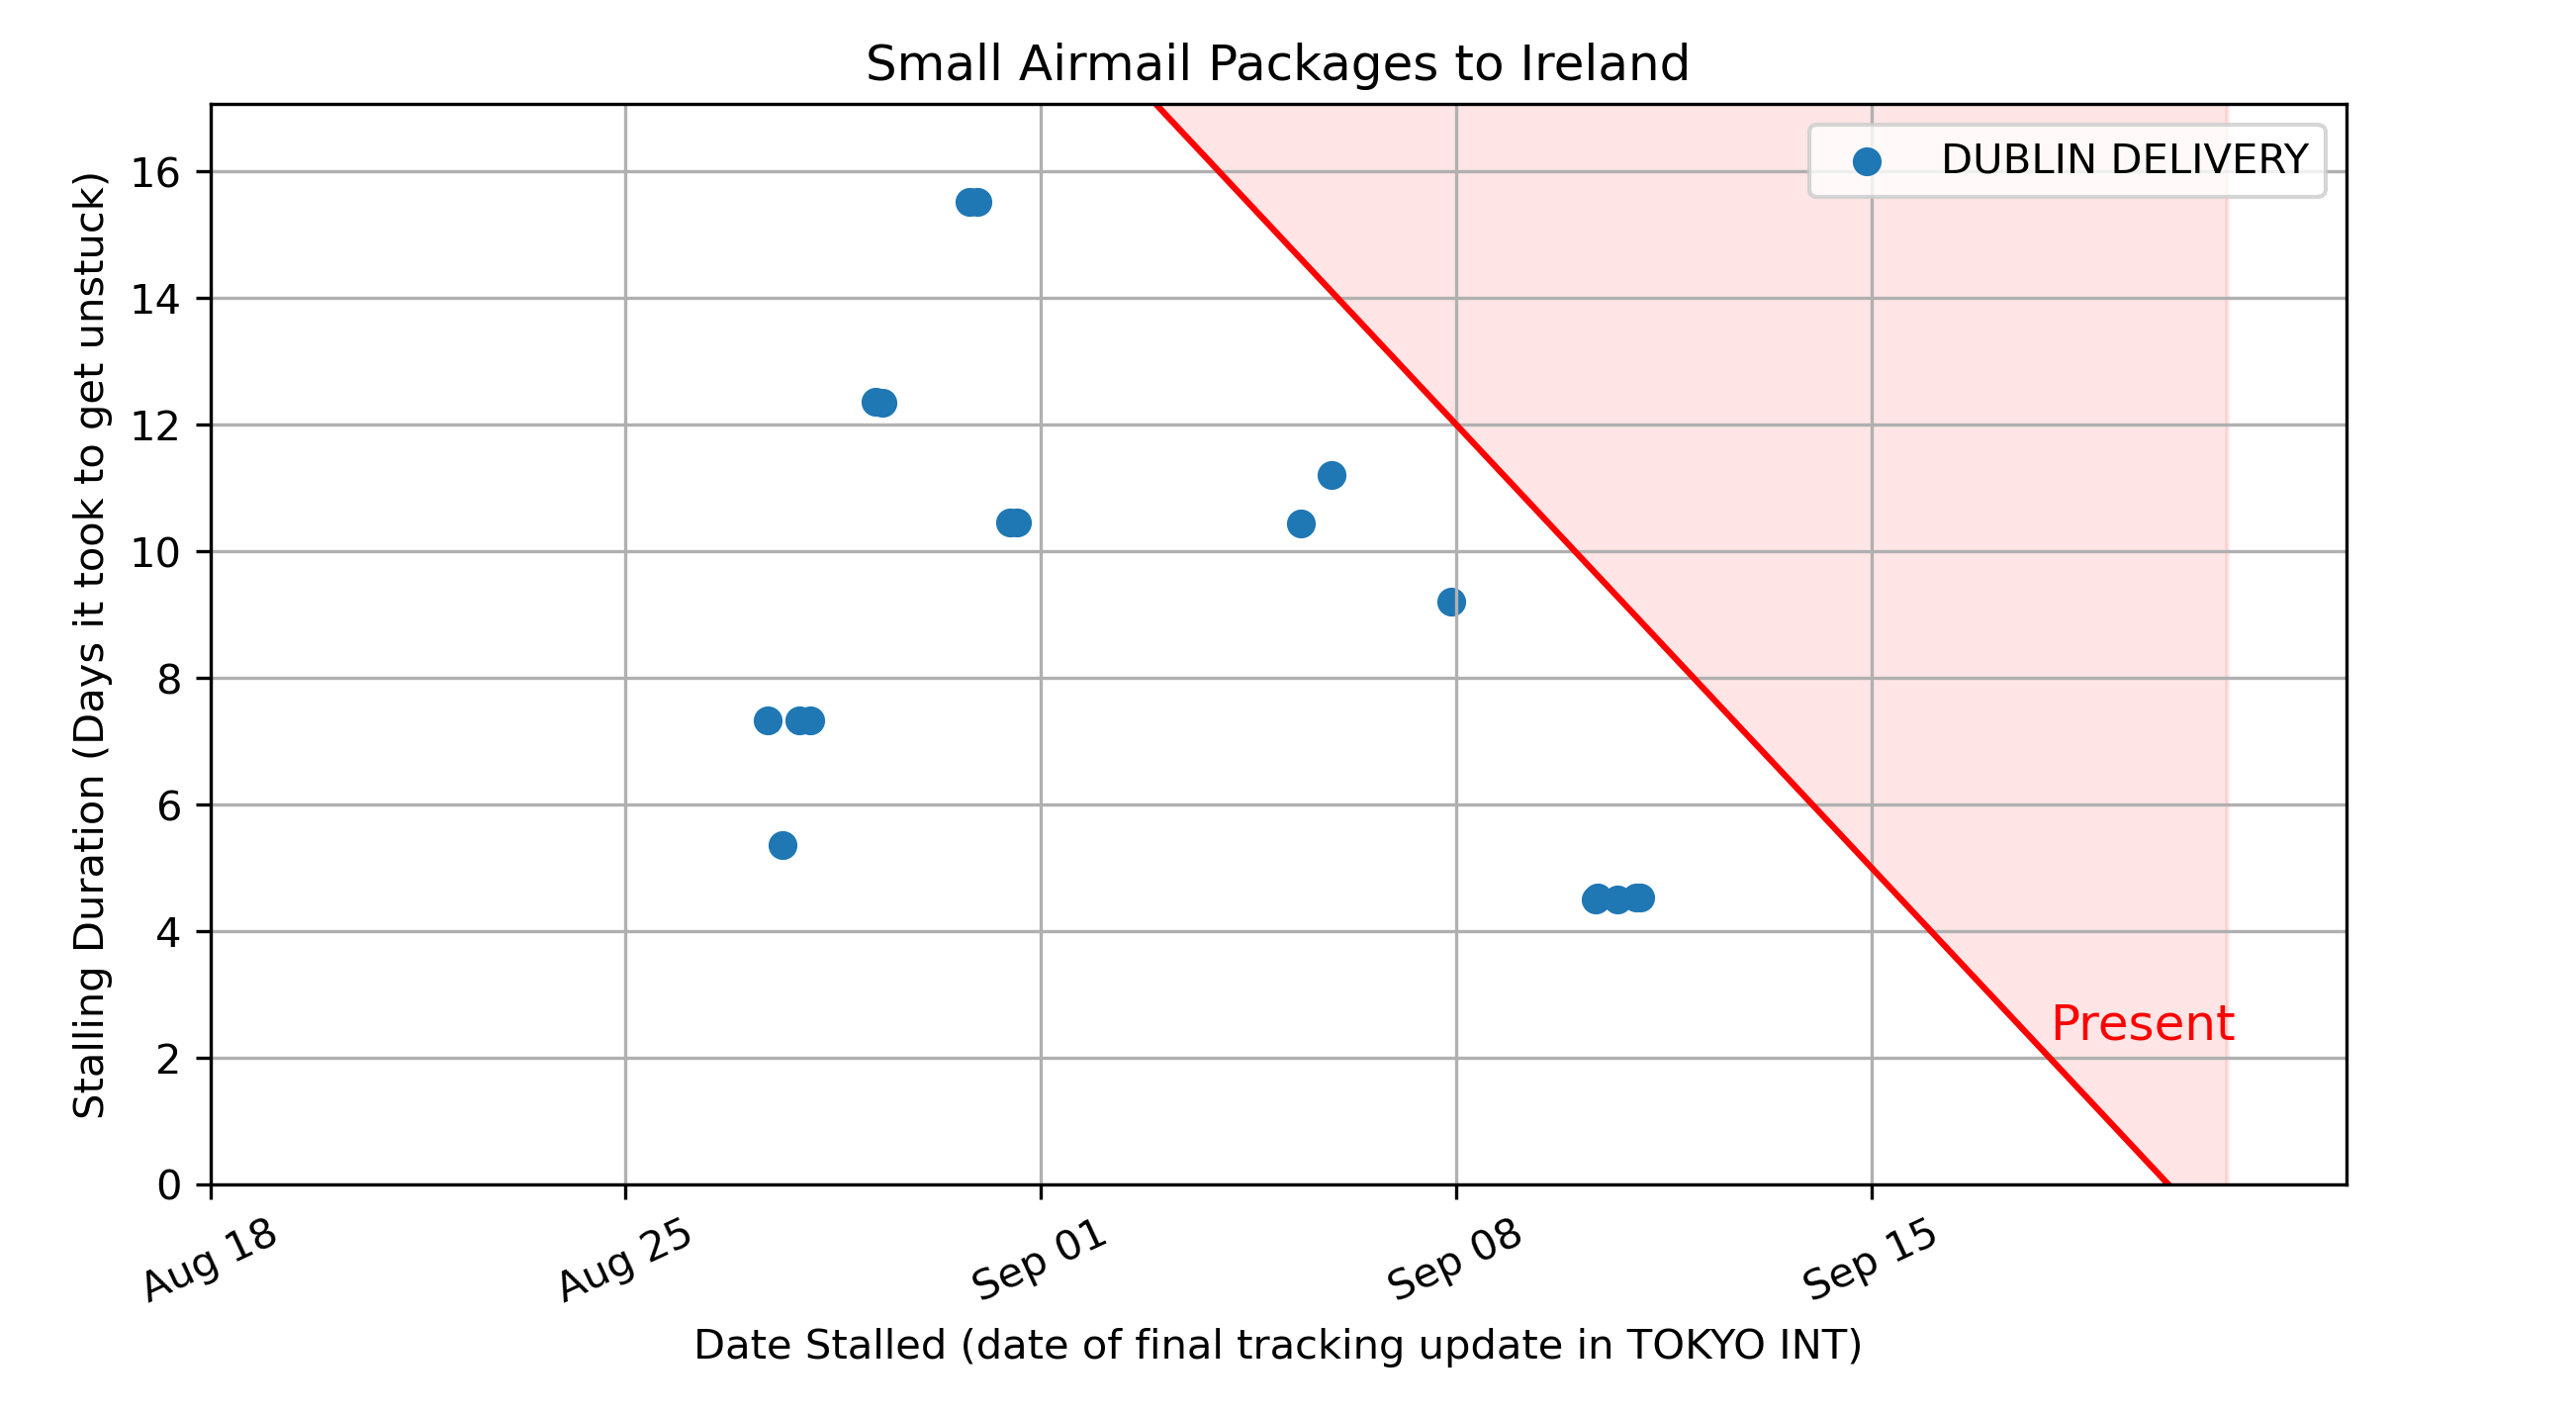 Small Airmail Packages to Ireland
DUBLIN DELIVERY
Stalling Duration (Days it took to get unstuck)
16
14
12
10
8
6
4
2
0
Present
Aug 18
Aug 25
Sep 01
Sep 08
Sep 15
Date Stalled (date of final tracking update in TOKYO INT)